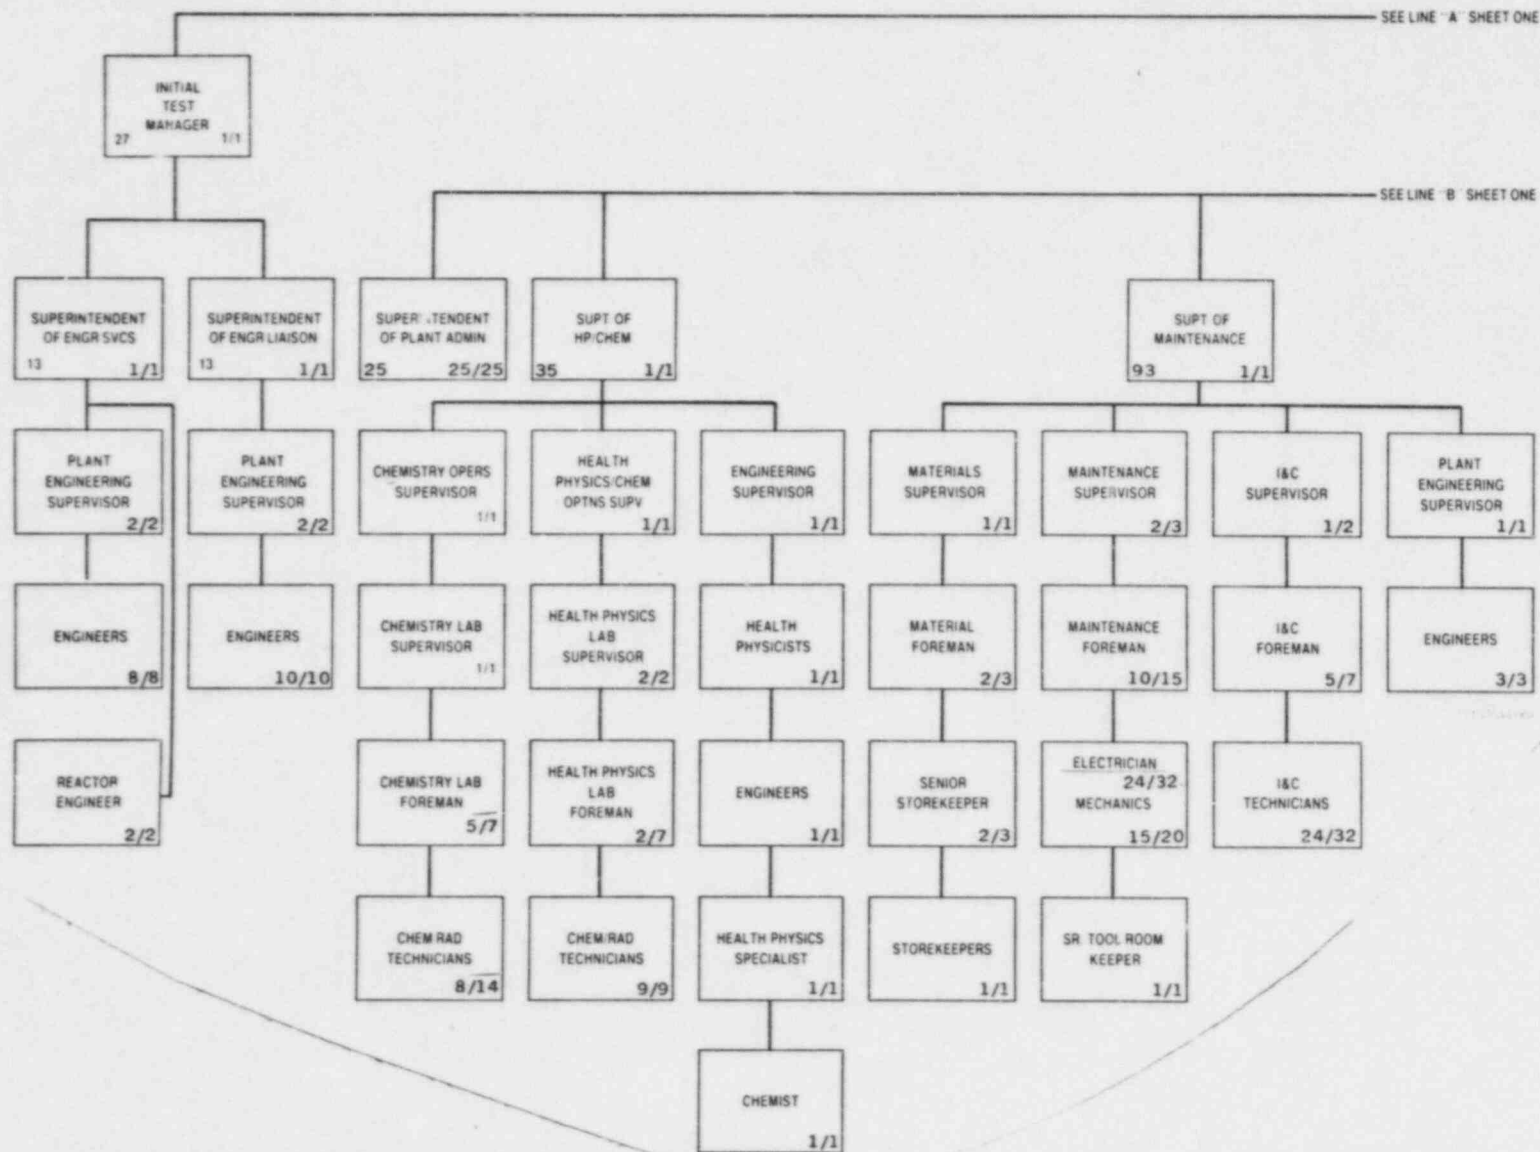 SEE LINE "A" SHEET ONE
INITIAL
TEST
MANAGER
27 1/1
SEE LINE "B" SHEET ONE
SUPERINTENDENT
OF ENGR SVCS
13 1/1
SUPERINTENDENT
OF ENGR LIAISON
13 1/1
OF PLANT ADMIN
25 25/25
SUPT OF
HP/CHEM
35 1/1
SUPT OF
MAINTENANCE
93 1/1
PLANT
ENGINEERING
SUPERVISOR
2/2
PLANT
ENGINEERING
SUPERVISOR
2/2
CHEMISTRY OPERS
SUPERVISOR
1/1
HEALTH
PHYSICS/CHEM
OPTNS SUPV
1/1
ENGINEERING
SUPERVISOR
1/1
MATERIALS
SUPERVISOR
1/1
MAINTENANCE
SUPERVISOR
2/3
I&C
SUPERVISOR
1/2
PLANT
ENGINEERING
SUPERVISOR
1/1
ENGINEERS
8/8
ENGINEERS
10/10
CHEMISTRY LAB
SUPERVISOR
1/1
HEALTH PHYSICS
LAB
SUPERVISOR
2/2
HEALTH
PHYSICISTS
1/1
MATERIAL
FOREMAN
2/3
MAINTENANCE
FOREMAN
10/15
I&C
FOREMAN
5/7
ENGINEERS
3/3
REACTOR
ENGINEER
2/2
CHEMISTRY LAB
FOREMAN
5/7
HEALTH PHYSICS
LAB
FOREMAN
2/7
ENGINEERS
1/1
SENIOR
STOREKEEPER
2/3
ELECTRICIAN
24/32
MECHANICS
15/20
I&C
TECHNICIANS
24/32
CHEM RAD
TECHNICIANS
8/14
CHEM/RAD
TECHNICIANS
9/9
HEALTH PHYSICS
SPECIALIST
1/1
STOREKEEPERS
1/1
SR. TOOL ROOM
KEEPER
1/1
CHEMIST
1/1